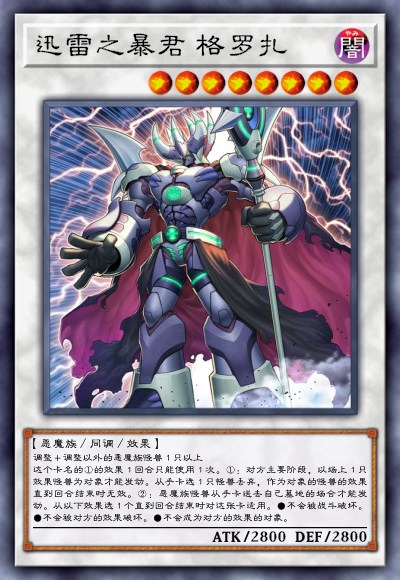 迅雷之暴君 格罗扎
闇
やみ
【恶魔族／同调／效果】
调整＋调整以外的恶魔族怪兽1只以上
这个卡名的①的效果1回合只能使用1次。①：对方主要阶段，以场上1只
效果怪兽为对象才能发动。从手卡选1只怪兽丢弃，作为对象的怪兽的效果
直到回合结束时无效。②：恶魔族怪兽从手卡送去自己墓地的场合才能发
动。从以下效果选1个直到回合结束时对这张卡适用。●不会被战斗破坏。
●不会被对方的效果破坏。●不会成为对方的效果的对象。
ATK/2800 DEF/2800